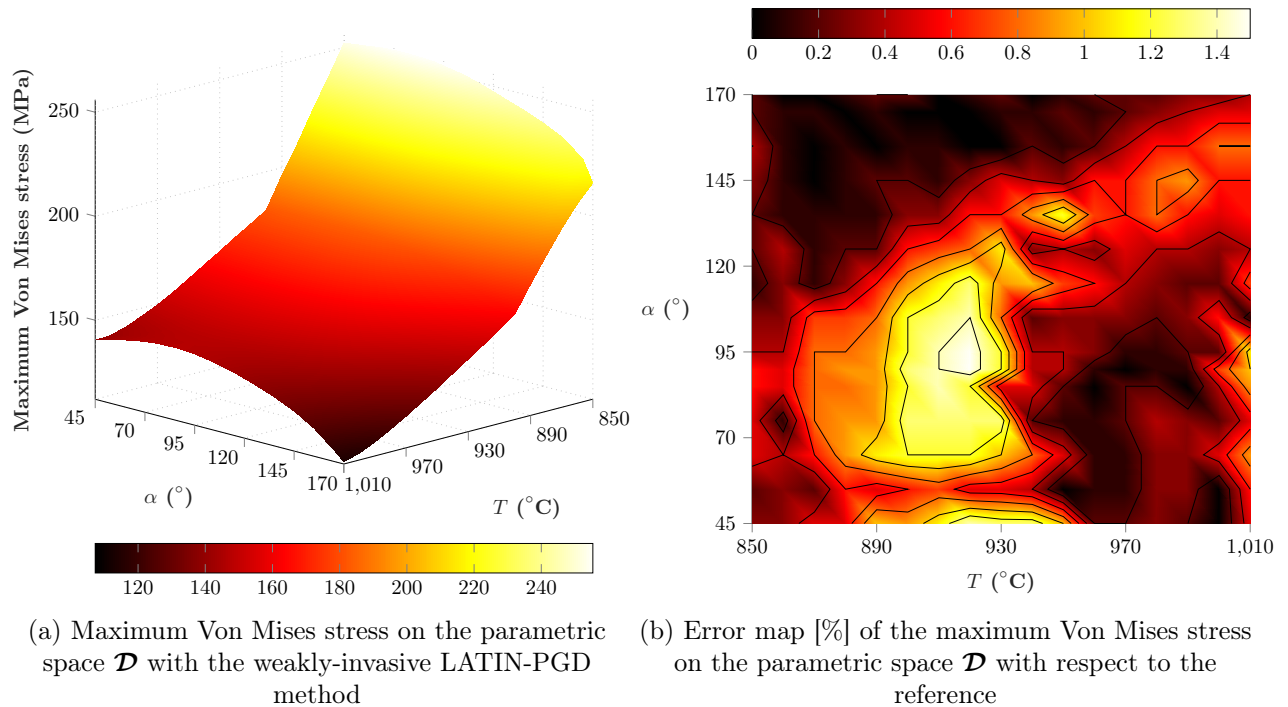 Maximum Von Mises stress (MPa)
250
200
150
45
70
95
120
145
170
1,010
970
930
890
850
α (°)
T (°C)
120 140 160 180 200 220 240
(a) Maximum Von Mises stress on the parametric
space 𝓓 with the weakly-invasive LATIN-PGD
method
0 0.2 0.4 0.6 0.8 1 1.2 1.4
170
145
120
95
70
45
α (°)
850 890 930 970 1,010
T (°C)
(b) Error map [%] of the maximum Von Mises stress
on the parametric space 𝓓 with respect to the
reference